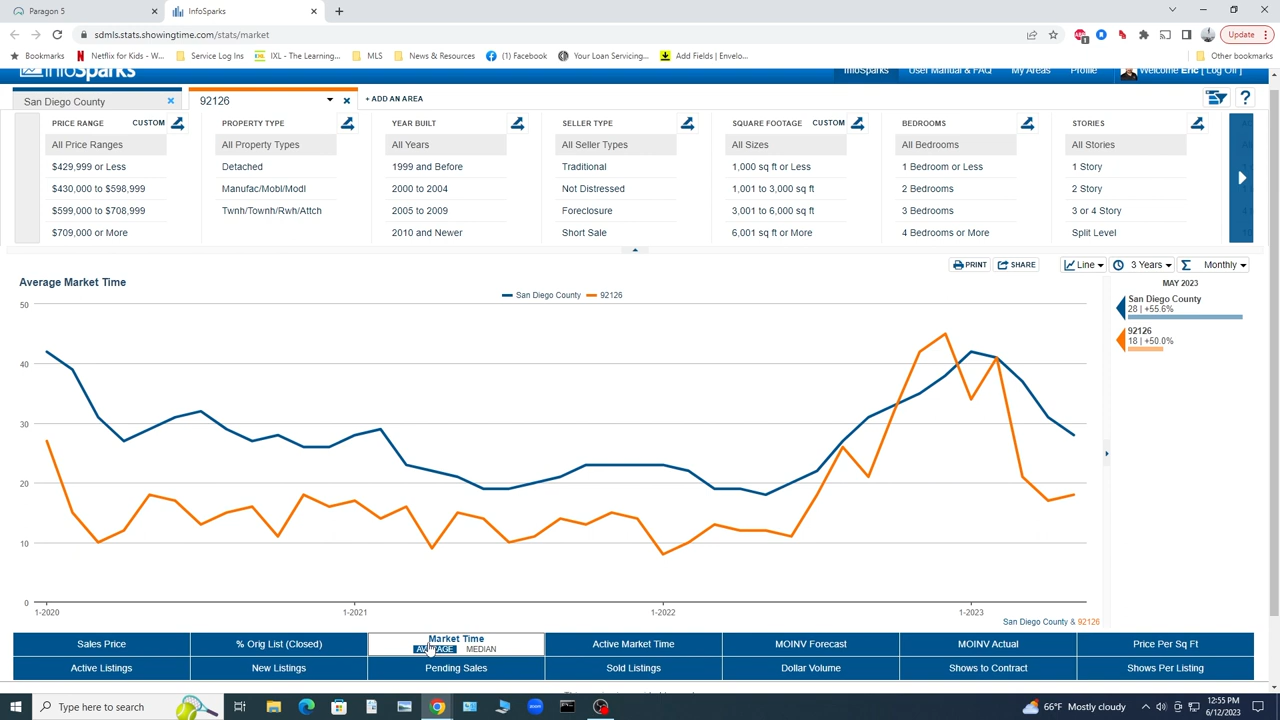 Paragon 5
InfoSparks
sdmls.stats.showingtime.com/stats/market
Update
Bookmarks
Netflix for Kids - W...
Service Log Ins
IXL - The Learning...
MLS
News & Resources
(1) Facebook
Your Loan Servicing...
Add Fields | Envelo...
Other bookmarks
InfoSparks
InfoSparks
User Manual & FAQ
My Areas
Profile
Welcome Eric [ Log Off ]
San Diego County
92126
+ ADD AN AREA
?
PRICE RANGE
CUSTOM
All Price Ranges
$429,999 or Less
$430,000 to $598,999
$599,000 to $708,999
$709,000 or More
PROPERTY TYPE
All Property Types
Detached
Manufac/Mobl/Modl
Twnh/Townh/Rwh/Attch
YEAR BUILT
All Years
1999 and Before
2000 to 2004
2005 to 2009
2010 and Newer
SELLER TYPE
All Seller Types
Traditional
Not Distressed
Foreclosure
Short Sale
SQUARE FOOTAGE
CUSTOM
All Sizes
1,000 sq ft or Less
1,001 to 3,000 sq ft
3,001 to 6,000 sq ft
6,001 sq ft or More
BEDROOMS
All Bedrooms
1 Bedroom or Less
2 Bedrooms
3 Bedrooms
4 Bedrooms or More
STORIES
All Stories
1 Story
2 Story
3 or 4 Story
Split Level
PRINT
SHARE
Line
3 Years
Σ
Monthly
Average Market Time
San Diego County
92126
50
40
30
20
10
0
1-2020
1-2021
1-2022
1-2023
San Diego County & 92126
MAY 2023
San Diego County
28 | +55.6%
92126
18 | +50.0%
Sales Price
% Orig List (Closed)
Market Time
AVERAGE
MEDIAN
Active Market Time
MOINV Forecast
MOINV Actual
Price Per Sq Ft
Active Listings
New Listings
Pending Sales
Sold Listings
Dollar Volume
Shows to Contract
Shows Per Listing
Type here to search
66°F Mostly cloudy
12:55 PM
6/12/2023